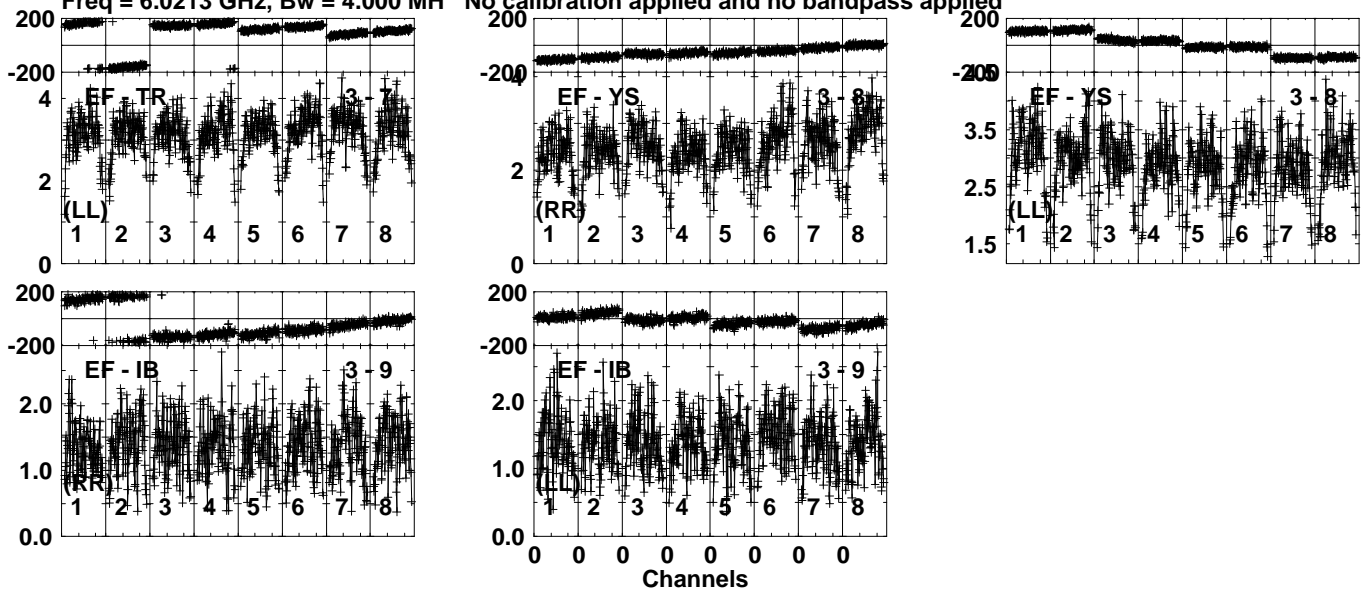 Freq = 6.0213 GHz, Bw = 4.000 MH No calibration applied and no bandpass applied
200
-200
EF - TR 3 - 7
4
2
(LL)
1 2 3 4 5 6 7 8
0
200
-200
4
EF - YS 3 - 8
2
(RR)
1 2 3 4 5 6 7 8
0
200
-200
4.5
EF - YS 3 - 8
3.5
2.5
(LL)
1 2 3 4 5 6 7 8
1.5
200
-200
EF - IB 3 - 9
2.0
1.0
(RR)
1 2 3 4 5 6 7 8
0.0
200
-200
EF - IB 3 - 9
2.0
1.0
(LL)
1 2 3 4 5 6 7 8
0.0
0 0 0 0 0 0 0 0
Channels